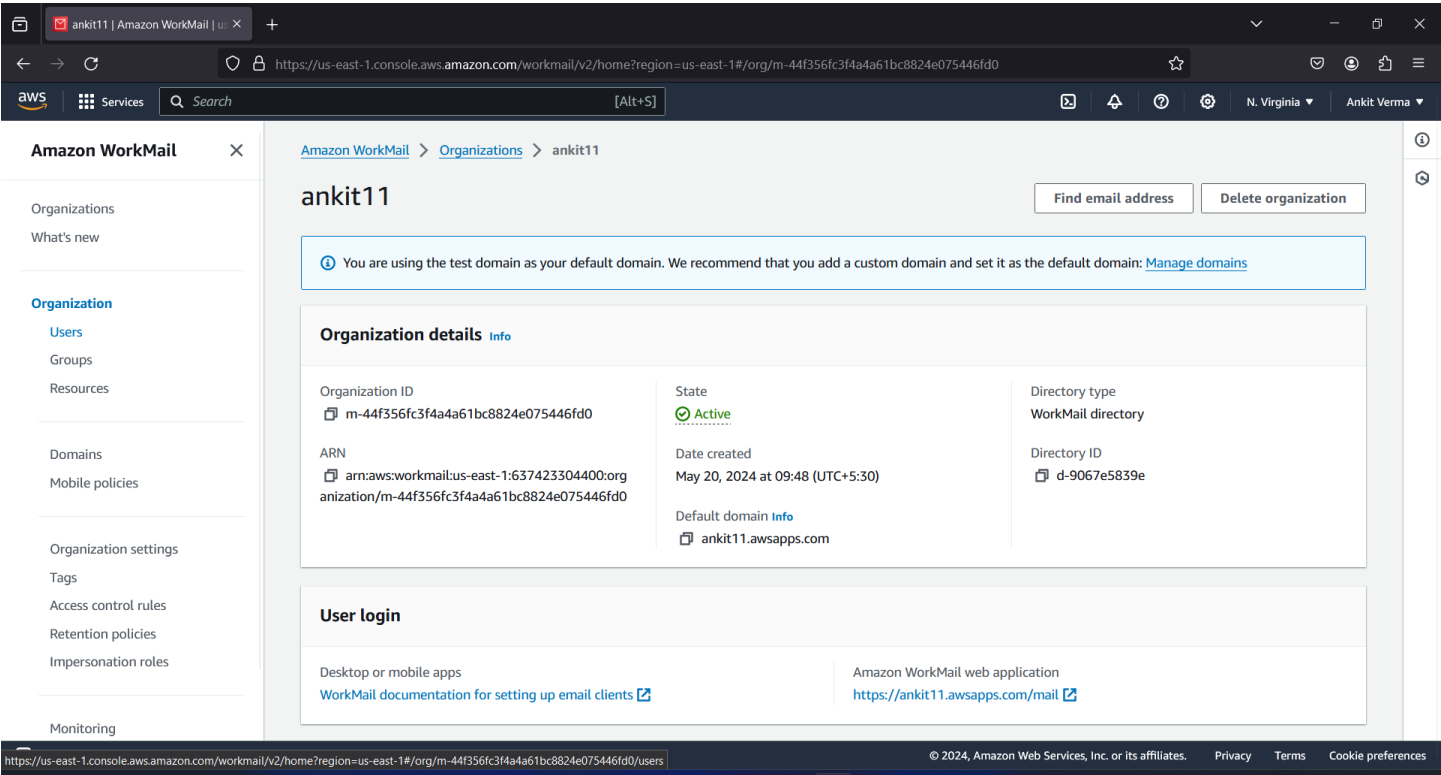 ankit11 | Amazon WorkMail | us
https://us-east-1.console.aws.amazon.com/workmail/v2/home?region=us-east-1#/org/m-44f356fc3f4a4a61bc8824e075446fd0
aws Services Search [Alt+S] N. Virginia Ankit Verma
Amazon WorkMail
Organizations
What's new
Organization
Users
Groups
Resources
Domains
Mobile policies
Organization settings
Tags
Access control rules
Retention policies
Impersonation roles
Monitoring
Amazon WorkMail > Organizations > ankit11
ankit11
Find email address Delete organization
You are using the test domain as your default domain. We recommend that you add a custom domain and set it as the default domain: Manage domains
Organization details Info
Organization ID
m-44f356fc3f4a4a61bc8824e075446fd0
ARN
arn:aws:workmail:us-east-1:637423304400:org
anization/m-44f356fc3f4a4a61bc8824e075446fd0
State
Active
Date created
May 20, 2024 at 09:48 (UTC+5:30)
Default domain Info
ankit11.awsapps.com
Directory type
WorkMail directory
Directory ID
d-9067e5839e
User login
Desktop or mobile apps
WorkMail documentation for setting up email clients
Amazon WorkMail web application
https://ankit11.awsapps.com/mail
https://us-east-1.console.aws.amazon.com/workmail/v2/home?region=us-east-1#/org/m-44f356fc3f4a4a61bc8824e075446fd0/users
© 2024, Amazon Web Services, Inc. or its affiliates. Privacy Terms Cookie preferences